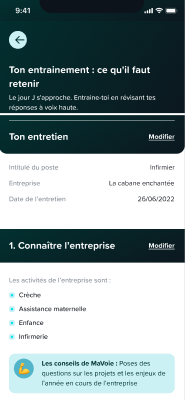 9:41
Ton entrainement : ce qu'il faut
retenir
Le jour J s'approche. Entraine-toi en révisant tes
réponses à voix haute.
Ton entretien Modifier
Intitulé du poste Infirmier
Entreprise La cabane enchantée
Date de l'entretien 26/06/2022
1. Connaître l'entreprise Modifier
Les activités de l'entreprise sont :
Crèche
Assistance maternelle
Enfance
Infirmerie
Les conseils de MaVoie : Poses des
questions sur les projets et les enjeux de
l'année en cours de l'entreprise